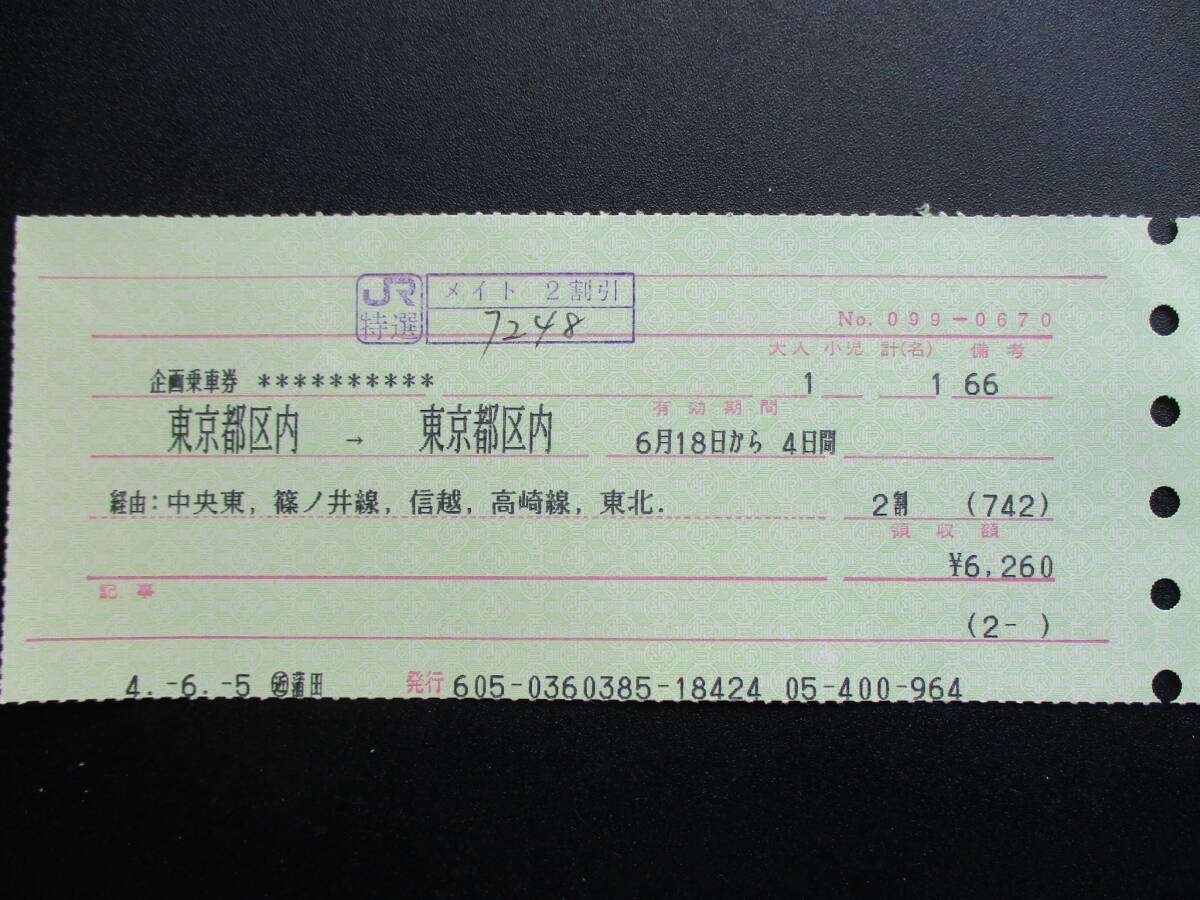 JR 特選 メイト 2割引
7248
No. 099-0670
大人 小児 計(名) 備考
企画乗車券 ********** 1 1 66
有効期間
東京都区内 → 東京都区内 6月18日から 4日間
経由:中央東,篠ノ井線,信越,高崎線,東北. 2割 (742)
領収額
¥6,260
記事
(2- )
4.-6.-5 ㊣蒲田 発行 605-0360385-18424 05-400-964